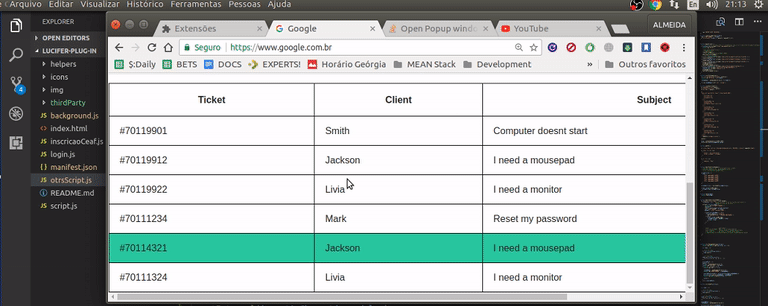 Arquivo Editar Visualizar Histórico Ferramentas Pessoas Ajuda
En
21:13
EXPLORER
OPEN EDITORS
LUCIFER-PLUG-IN
helpers
icons
img
thirdParty
background.js
index.html
inscricaoCeaf.js
login.js
manifest.json
otrsScript.js
README.md
script.js
4
Extensões
Google
Open Popup wind
YouTube
ALMEIDA
Seguro
https://www.google.com.br
$:Daily
BETS
DOCS
EXPERTS!
Horário Geórgia
MEAN Stack
Development
»
Outros favoritos
Ticket Client Subject
#70119901 Smith Computer doesnt start
#70119912 Jackson I need a mousepad
#70119922 Livia I need a monitor
#70111234 Mark Reset my password
#70114321 Jackson I need a mousepad
#70111324 Livia I need a monitor